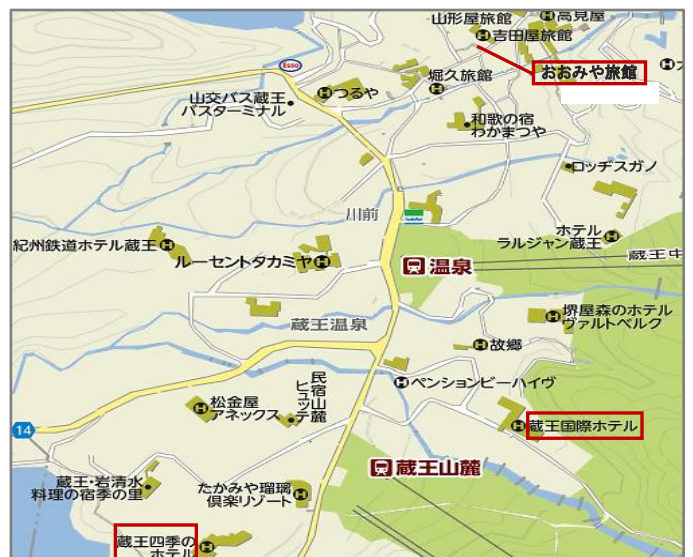 山形屋旅館
高見屋
吉田屋旅館
おおみや旅館
堀久旅館
Esso
つるや
山交バス蔵王
バスターミナル
和歌の宿
わかまつや
ロッヂスガノ
川前
ホテル
ラルジャン蔵王
紀州鉄道ホテル蔵王
ルーセントタカミヤ
温泉
蔵王中
蔵王温泉
堺屋森のホテル
ヴァルトベルク
故郷
民宿山麓
ヒュッテ
ペンションビーハイヴ
松金屋
アネックス
蔵王国際ホテル
14
蔵王山麓
蔵王・岩清水
料理の宿季の里
たかみや瑠璃
倶楽リゾート
蔵王四季の
ホテル